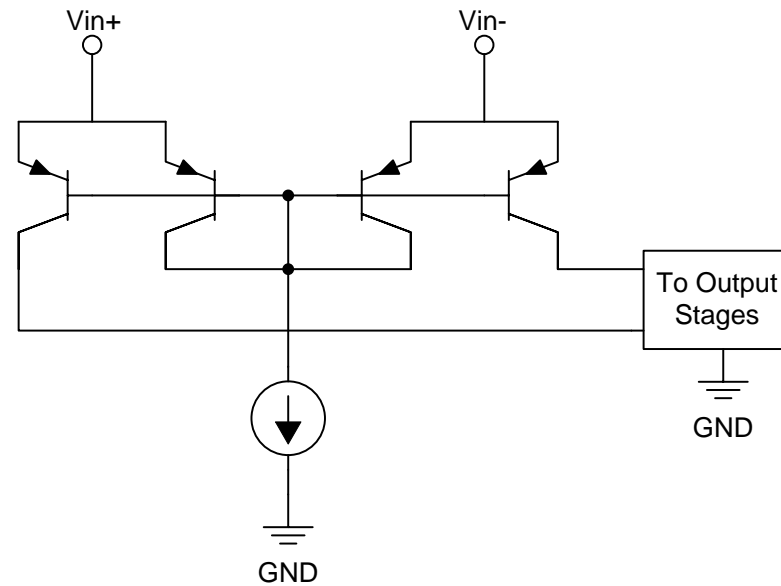 Vin+
Vin-
To Output
Stages
GND
GND